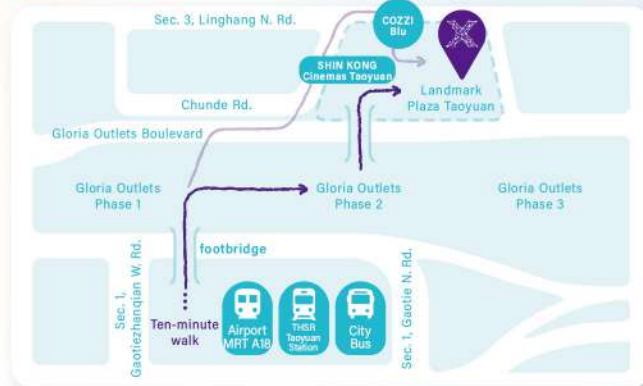 Sec. 3, Linghang N. Rd.
COZZI
Blu
SHIN KONG
Cinemas Taoyuan
Landmark
Plaza Taoyuan
Chunde Rd.
Gloria Outlets Boulevard
Gloria Outlets
Phase 1
Gloria Outlets
Phase 2
Gloria Outlets
Phase 3
footbridge
Sec. 1,
Gaotiezhanqian W. Rd.
Ten-minute
walk
Airport
MRT A18
THSR
Taoyuan
Station
City
Bus
Sec. 1, Gaotie N. Rd.